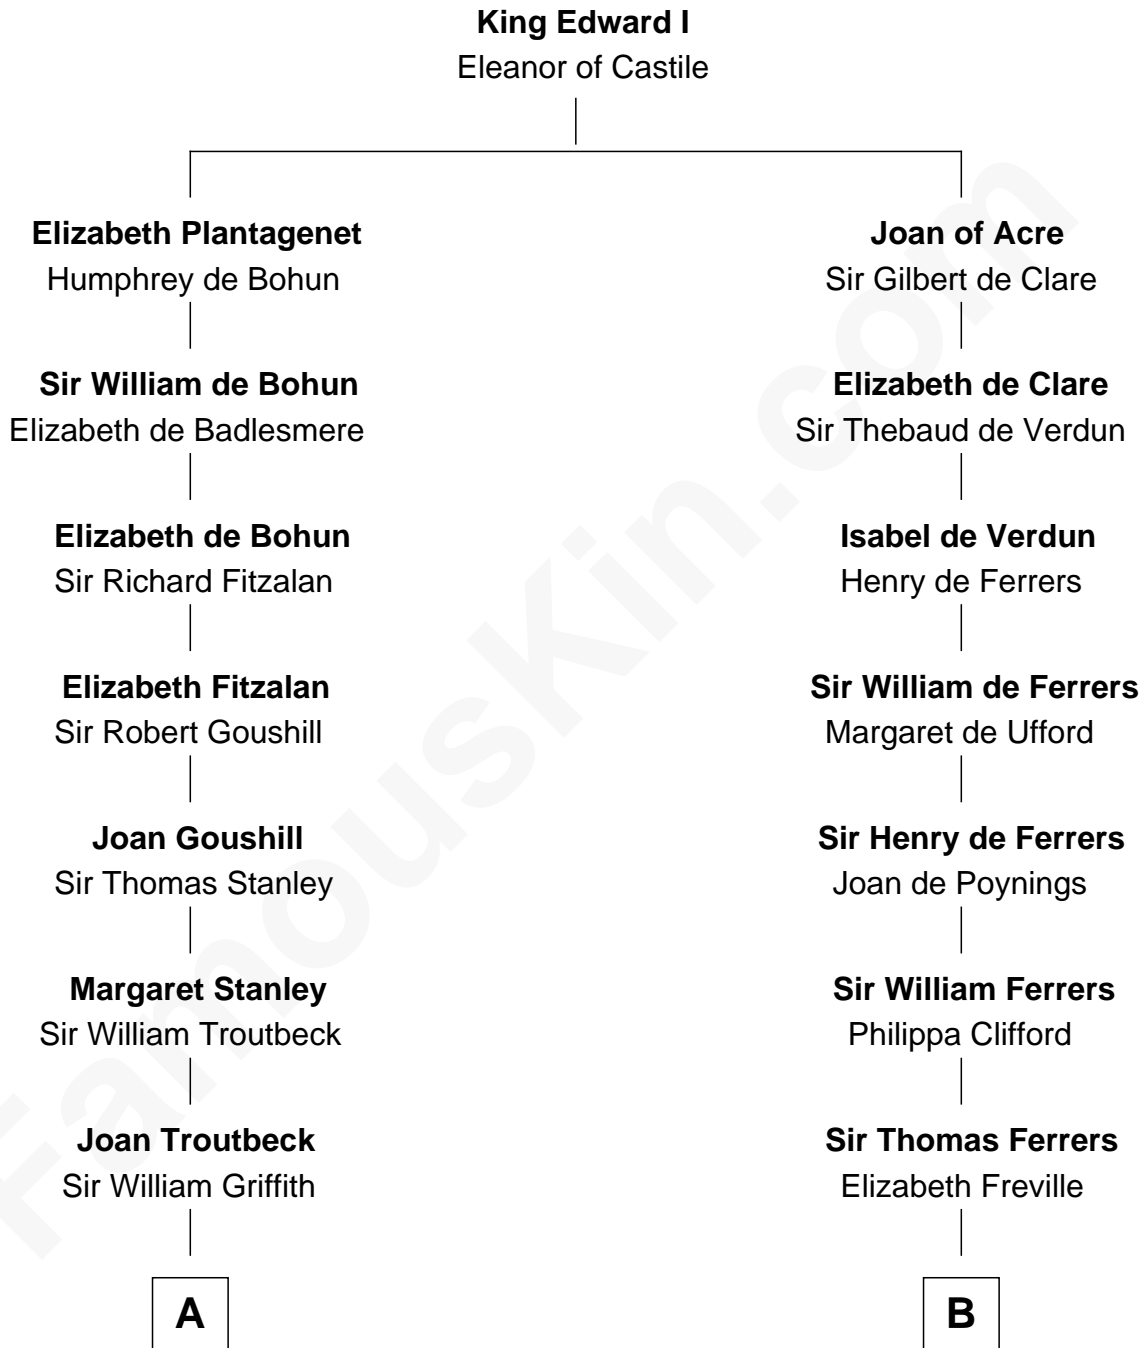 King Edward I
Eleanor of Castile
Elizabeth Plantagenet
Humphrey de Bohun
Joan of Acre
Sir Gilbert de Clare
Sir William de Bohun
Elizabeth de Badlesmere
Elizabeth de Clare
Sir Thebaud de Verdun
Elizabeth de Bohun
Sir Richard Fitzalan
Isabel de Verdun
Henry de Ferrers
Elizabeth Fitzalan
Sir Robert Goushill
Sir William de Ferrers
Margaret de Ufford
Joan Goushill
Sir Thomas Stanley
Sir Henry de Ferrers
Joan de Poynings
Margaret Stanley
Sir William Troutbeck
Sir William Ferrers
Philippa Clifford
Joan Troutbeck
Sir William Griffith
Sir Thomas Ferrers
Elizabeth Freville
A
B
FamousKin.com